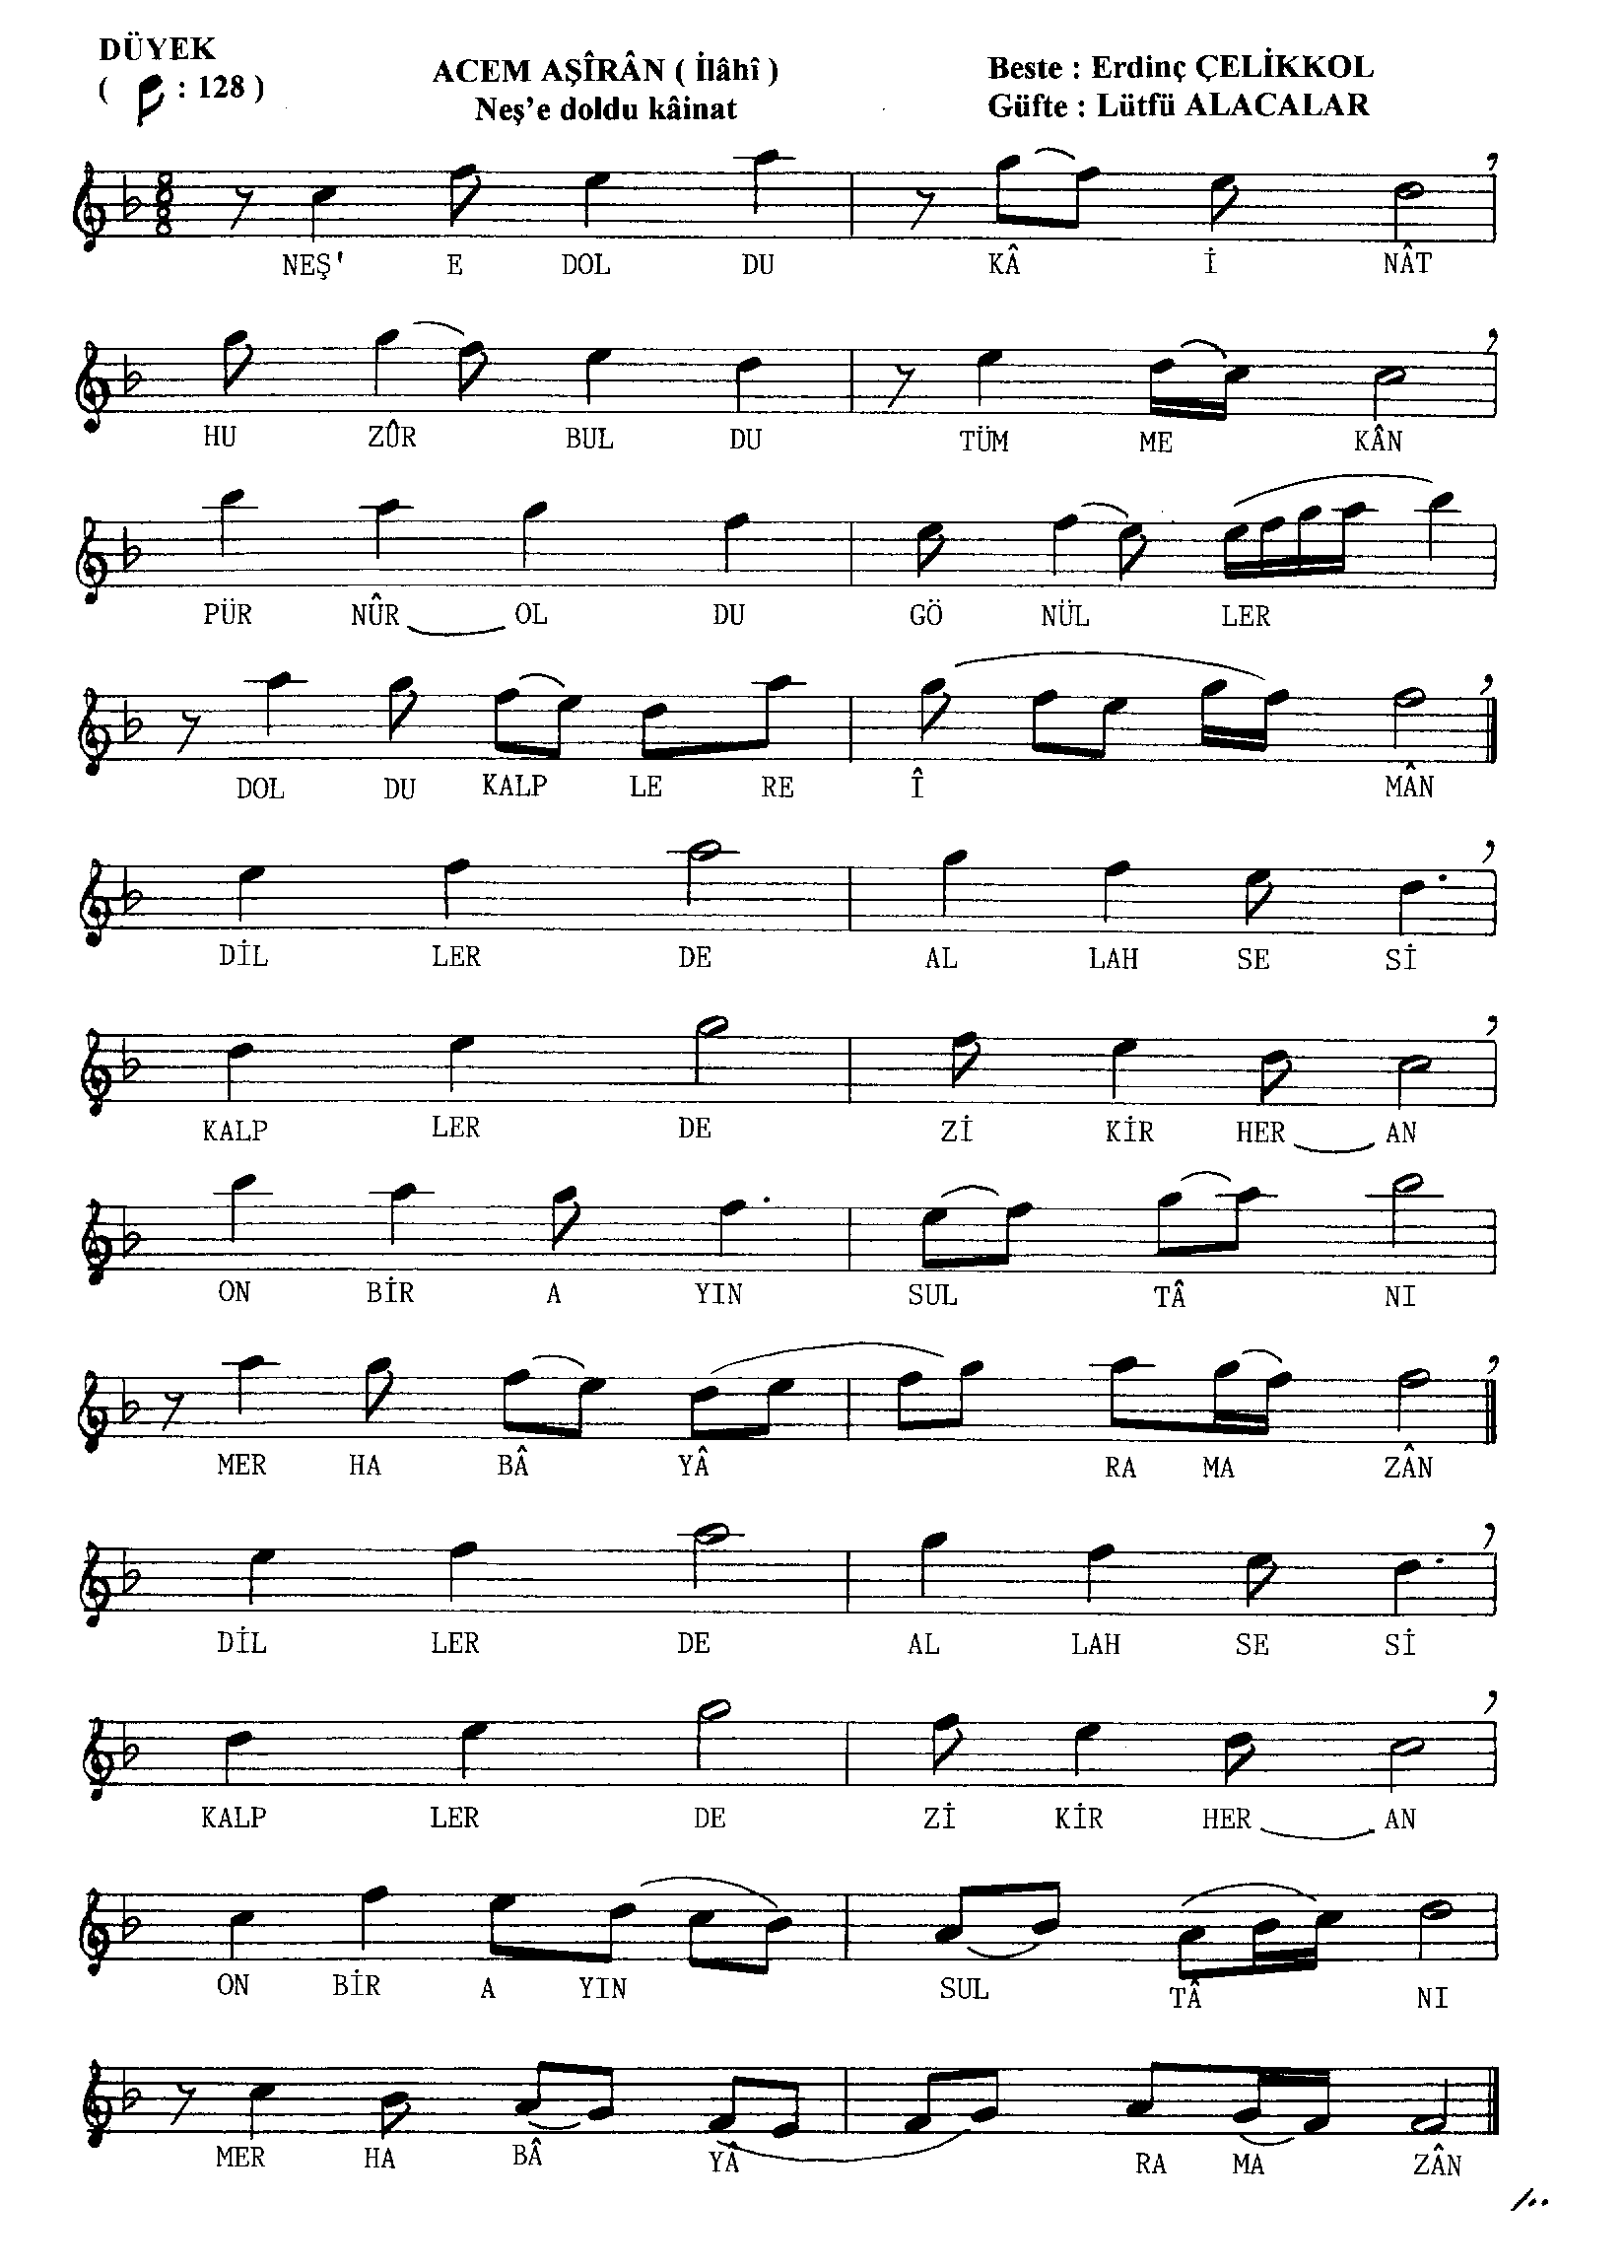 DÜYEK
( : 128 )
ACEM AŞÎRÂN ( İlâhî )
Neş'e doldu kâinat
Beste : Erdinç ÇELİKKOL
Güfte : Lütfü ALACALAR
8
8
NEŞ' E DOL DU KÂ İ NÂT
HU ZÛR BUL DU TÜM ME KÂN
PÜR NÛR OL DU GÖ NÜL LER
DOL DU KALP LE RE Î MÂN
DİL LER DE AL LAH SE Sİ
KALP LER DE Zİ KİR HER AN
ON BİR A YIN SUL TÂ NI
MER HA BÂ YÂ RA MA ZÂN
DİL LER DE AL LAH SE Sİ
KALP LER DE Zİ KİR HER AN
ON BİR A YIN SUL TÂ NI
MER HA BÂ YÂ RA MA ZÂN